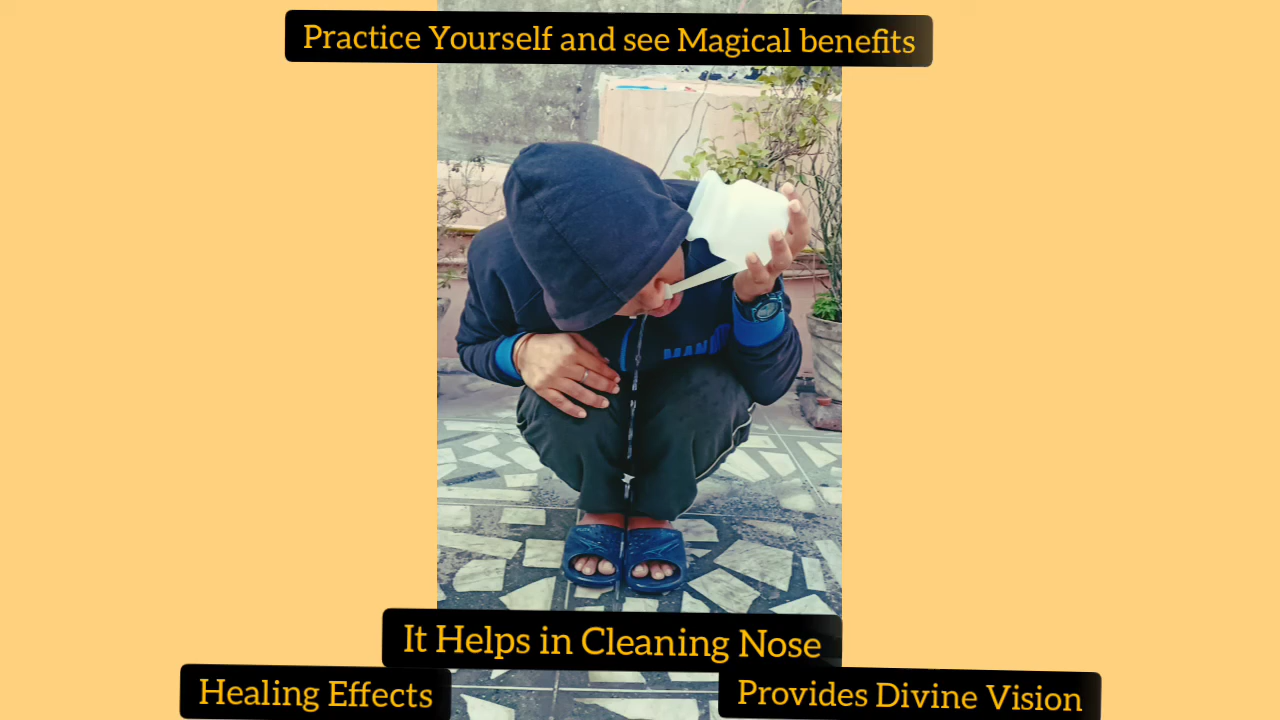 Practice Yourself and see Magical benefits
It Helps in Cleaning Nose
Healing Effects
Provides Divine Vision